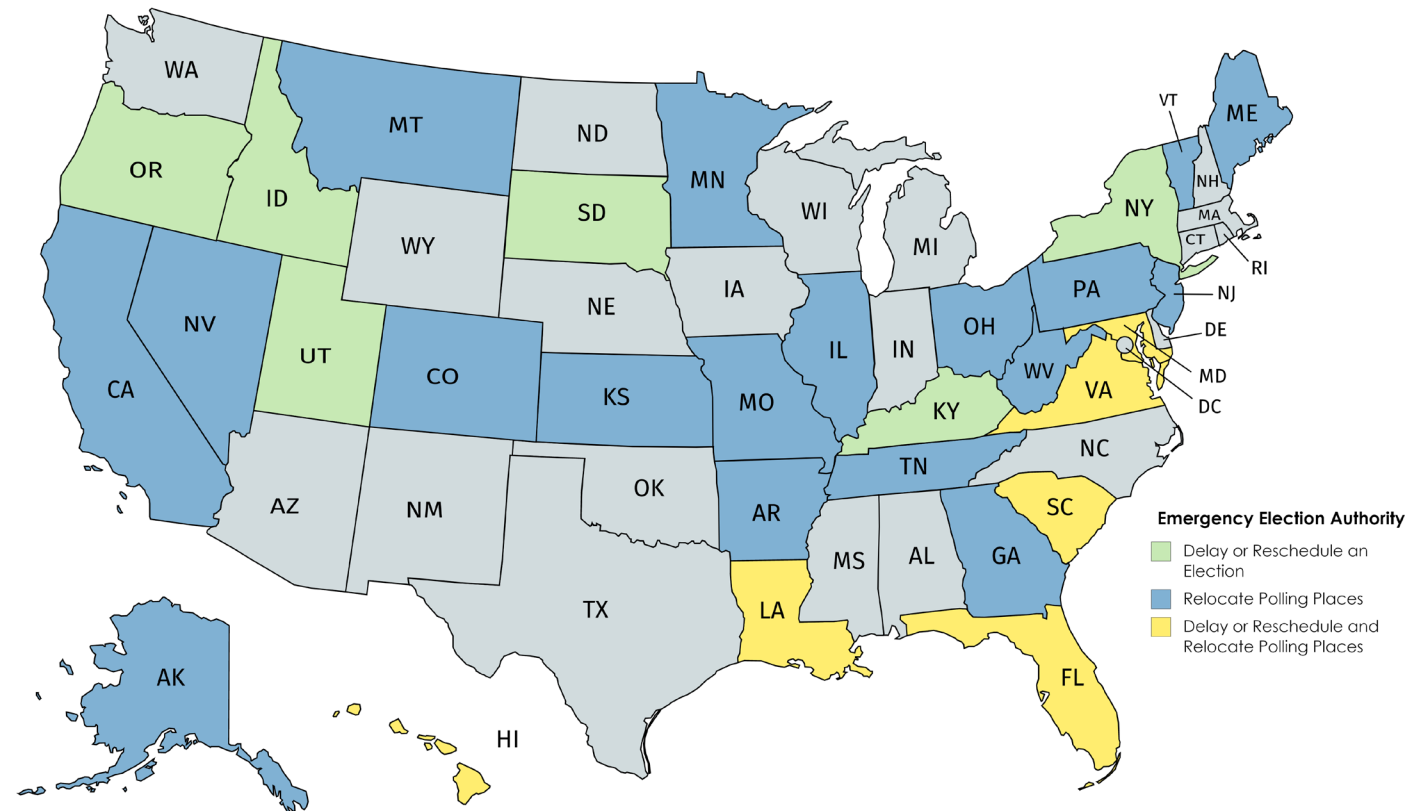 WA
MT
ND
MN
VT
ME
OR
ID
SD
WI
MI
NY
NH
MA
CT
RI
WY
IA
NE
PA
NJ
NV
UT
CO
IL
IN
OH
DE
CA
KS
MO
WV
VA
MD
DC
KY
NC
TN
AZ
NM
OK
AR
SC
MS
AL
GA
TX
LA
FL
AK
HI
Emergency Election Authority
Delay or Reschedule an
Election
Relocate Polling Places
Delay or Reschedule and
Relocate Polling Places